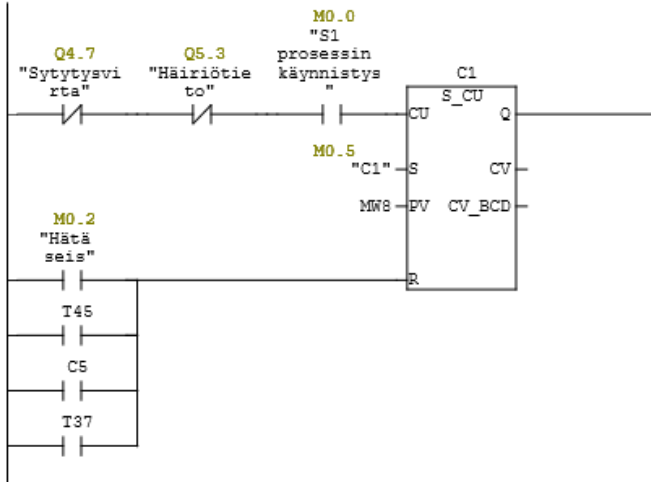 M0.0
"S1
prosessin
käynnistys
"
Q4.7
"Sytytysvi
rta"
Q5.3
"Häiriötie
to"
C1
S_CU
CU
Q
M0.5
"C1"
S
CV
MW8
PV
CV_BCD
M0.2
"Hätä
seis"
R
T45
C5
T37